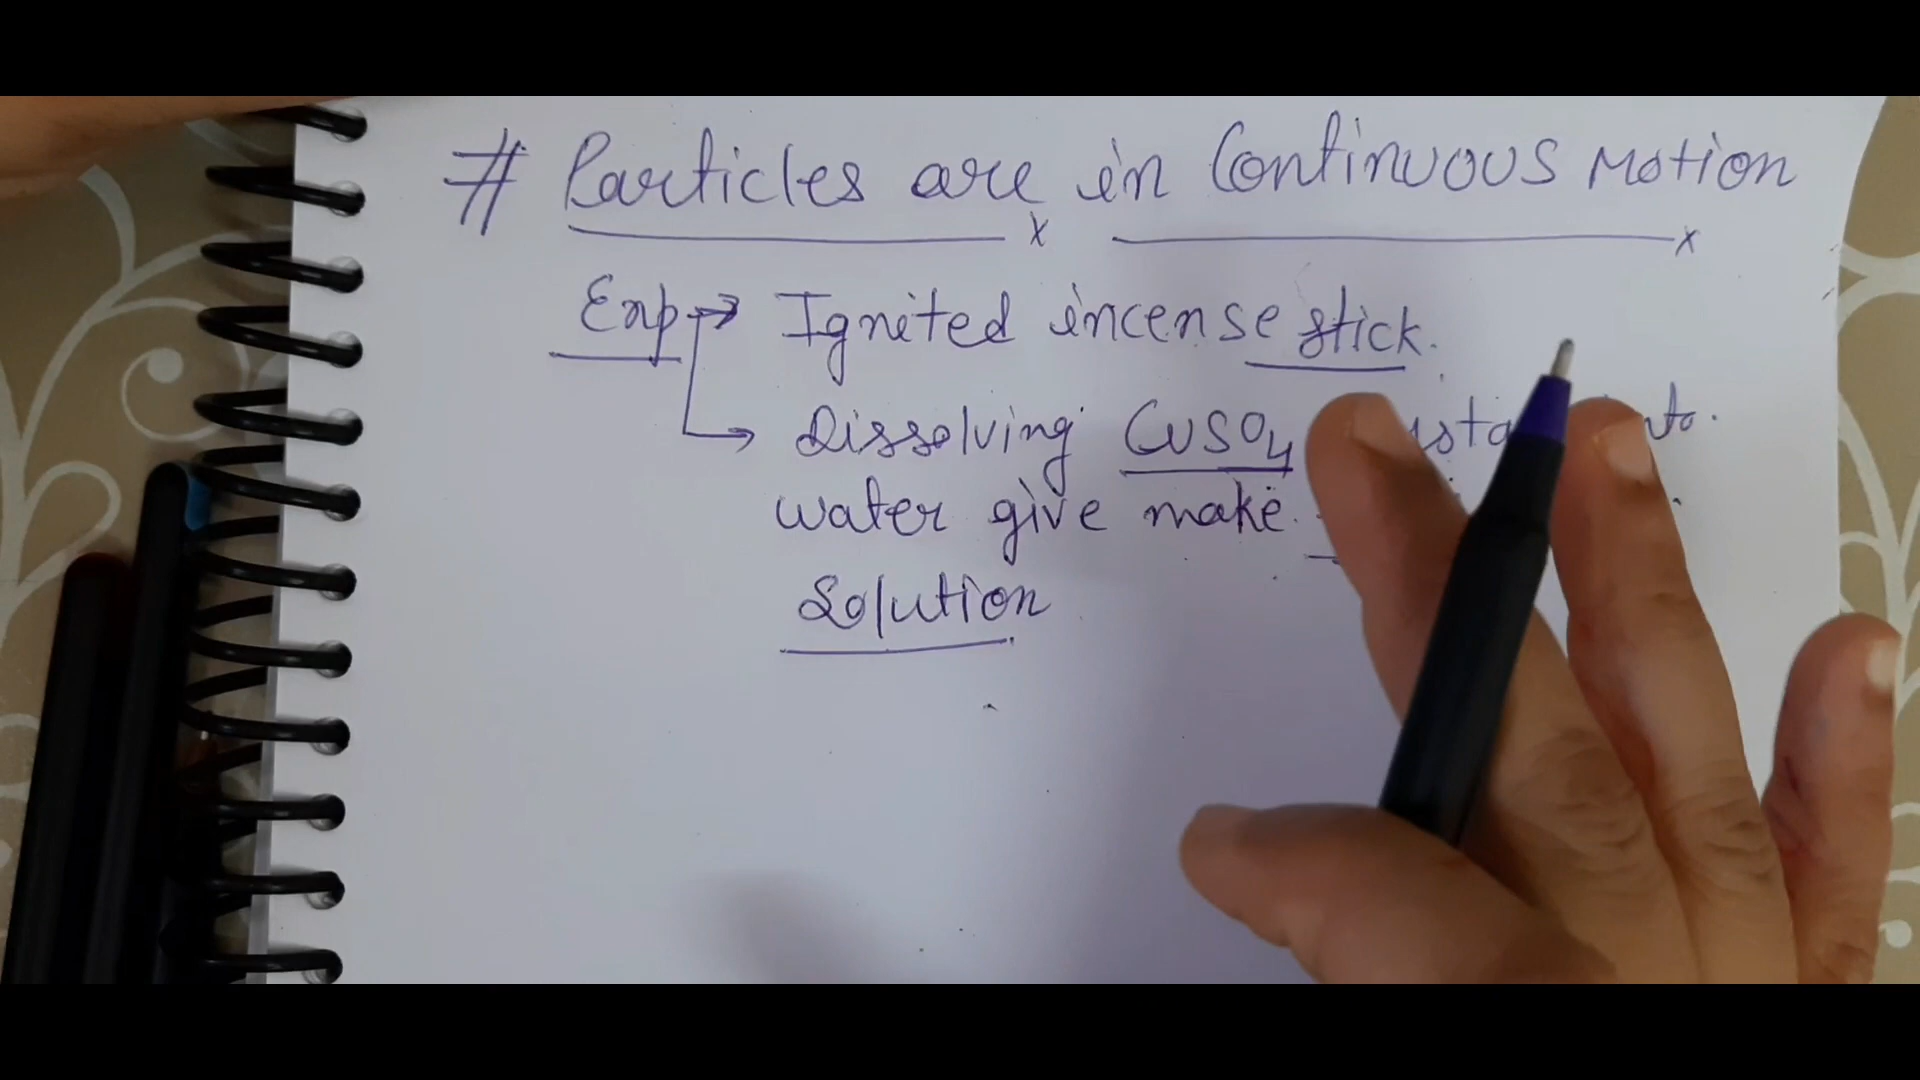 # Particles are in Continuous Motion
Exp → Ignited incense stick.
→ Dissolving CuSO4
water give make
Solution